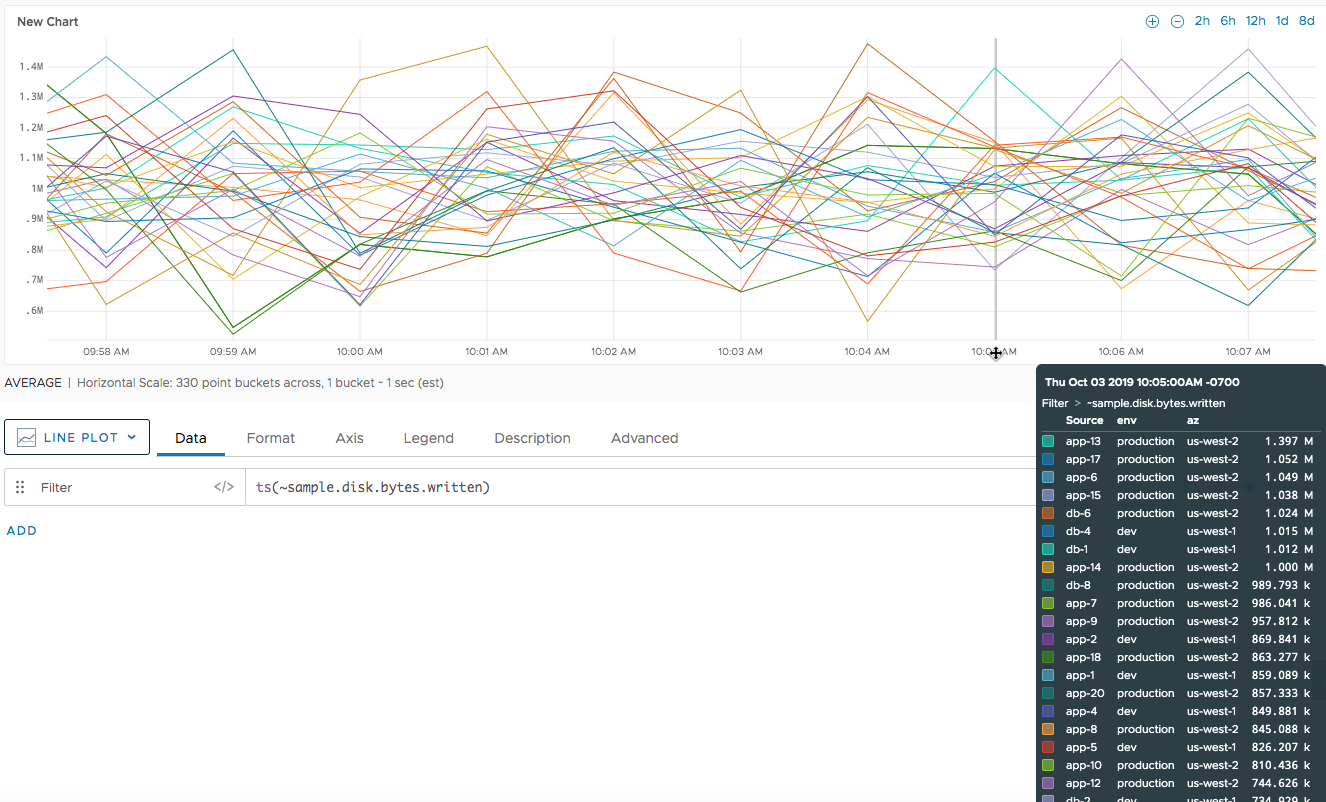 New Chart
2h 6h 12h 1d 8d
1.4M
1.3M
1.2M
1.1M
1M
.9M
.8M
.7M
.6M
09:58 AM 09:59 AM 10:00 AM 10:01 AM 10:02 AM 10:03 AM 10:04 AM 10:0 AM 10:06 AM 10:07 AM
AVERAGE | Horizontal Scale: 330 point buckets across, 1 bucket ~ 1 sec (est)
LINE PLOT Data Format Axis Legend Description Advanced
Filter </> ts(~sample.disk.bytes.written)
ADD
Thu Oct 03 2019 10:05:00AM -0700
Filter > ~sample.disk.bytes.written
Source env az
app-13 production us-west-2 1.397 M
app-17 production us-west-2 1.052 M
app-6 production us-west-2 1.049 M
app-15 production us-west-2 1.038 M
db-6 production us-west-2 1.024 M
db-4 dev us-west-1 1.015 M
db-1 dev us-west-1 1.012 M
app-14 production us-west-2 1.000 M
db-8 production us-west-2 989.793 k
app-7 production us-west-2 986.041 k
app-9 production us-west-2 957.812 k
app-2 dev us-west-1 869.841 k
app-18 production us-west-2 863.277 k
app-1 dev us-west-1 859.089 k
app-20 production us-west-2 857.333 k
app-4 dev us-west-1 849.881 k
app-8 production us-west-2 845.088 k
app-5 dev us-west-1 826.207 k
app-10 production us-west-2 810.436 k
app-12 production us-west-2 744.626 k
db-2 dev us-west-1 734.929 k